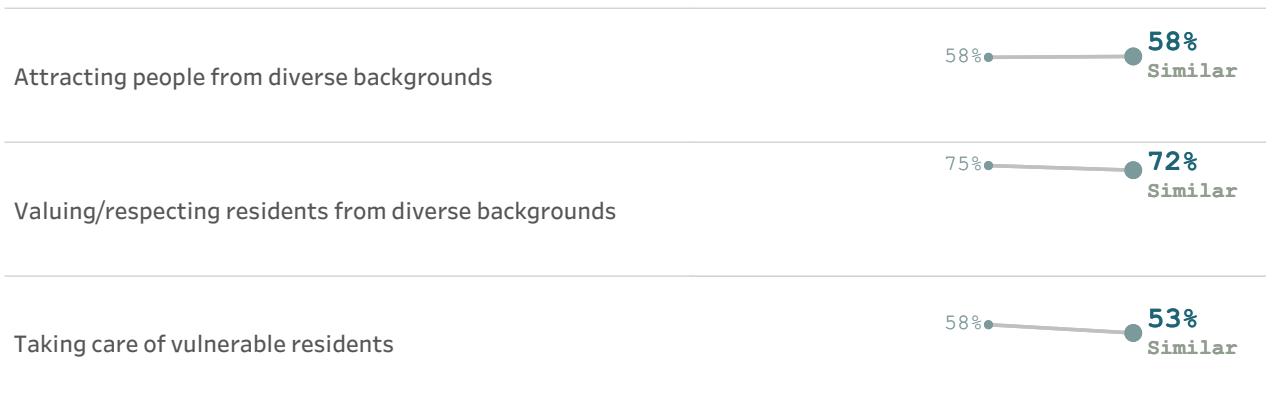 Attracting people from diverse backgrounds
58%
58%
Similar
Valuing/respecting residents from diverse backgrounds
75%
72%
Similar
Taking care of vulnerable residents
58%
53%
Similar